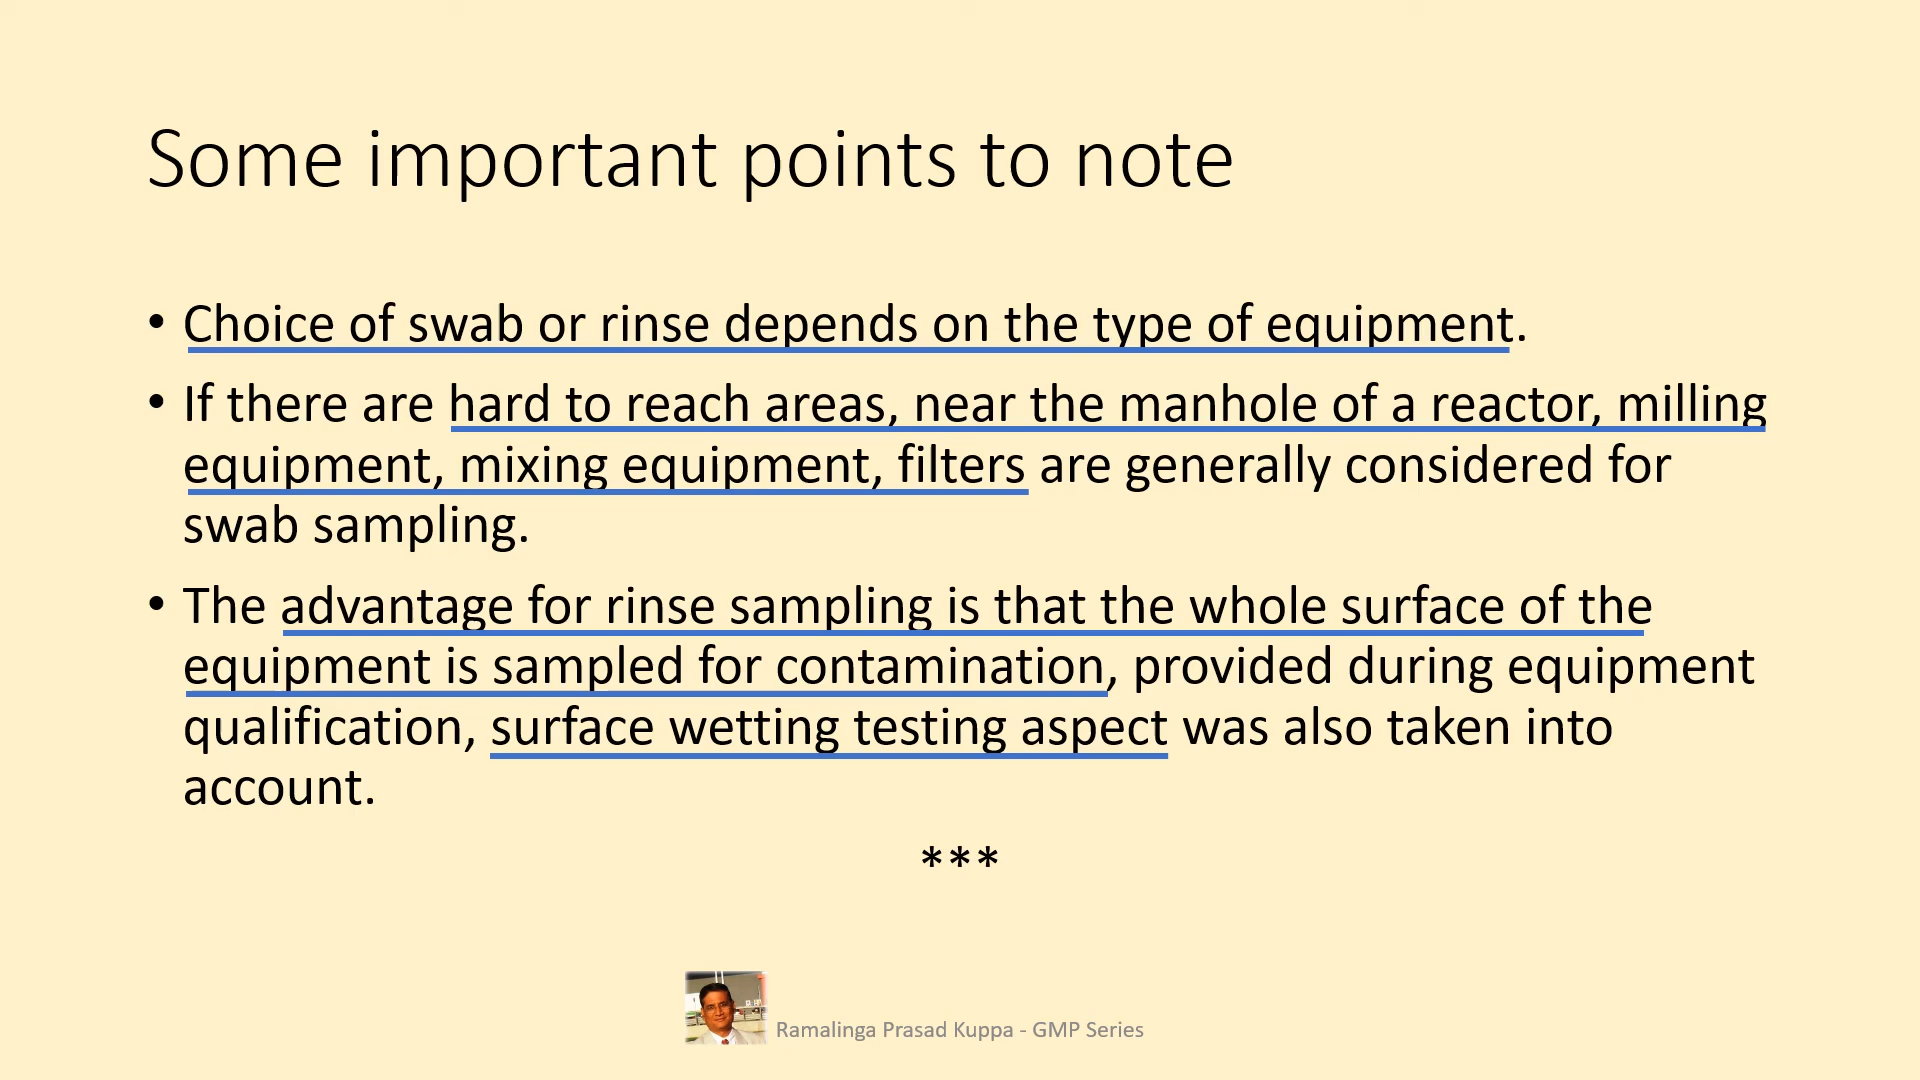 Some important points to note
• Choice of swab or rinse depends on the type of equipment.
• If there are hard to reach areas, near the manhole of a reactor, milling
equipment, mixing equipment, filters are generally considered for
swab sampling.
• The advantage for rinse sampling is that the whole surface of the
equipment is sampled for contamination, provided during equipment
qualification, surface wetting testing aspect was also taken into
account.
***
Ramalinga Prasad Kuppa - GMP Series